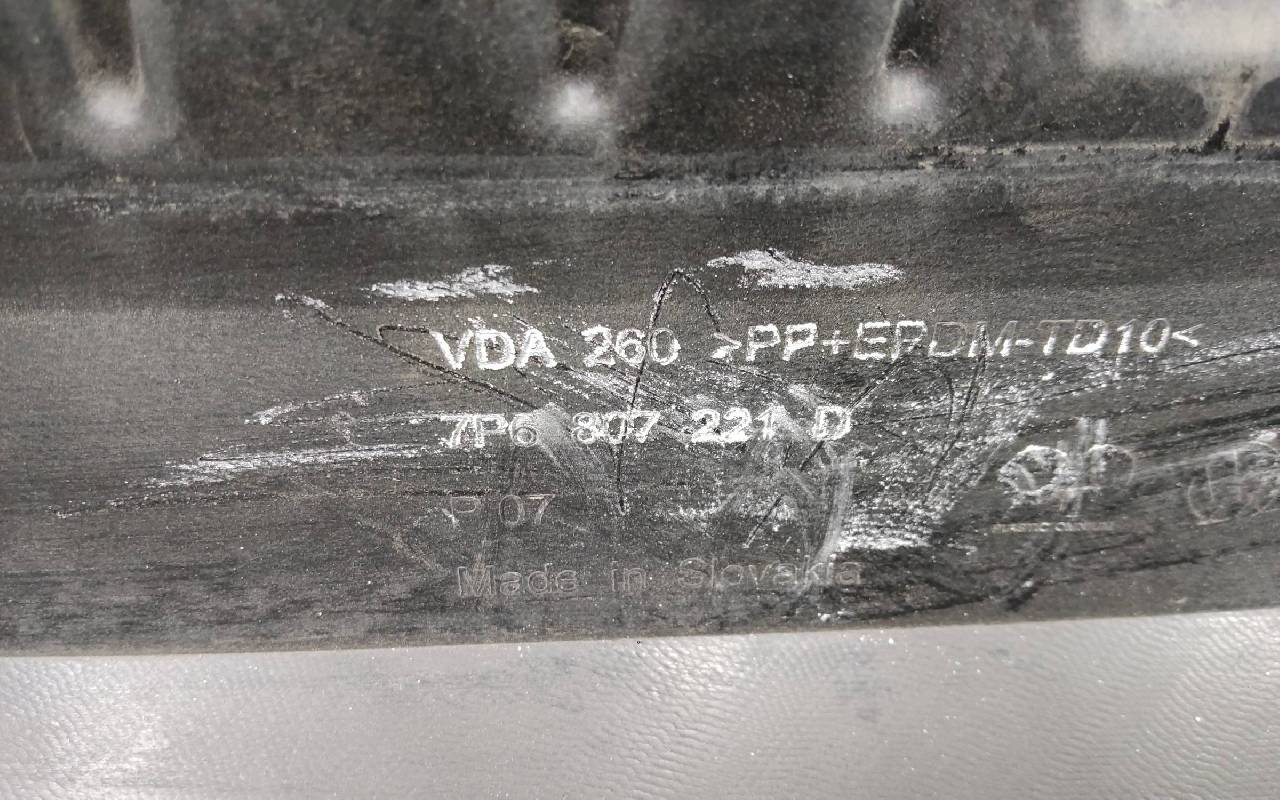 VDA 260 >PP+EPDM-TD10<
7P6 807 221 D
P 07
Made in Slovakia